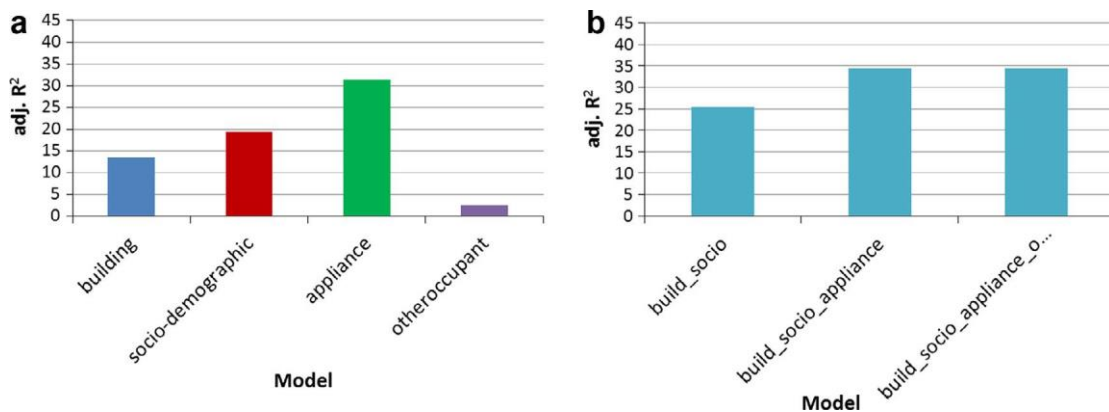 a
adj. R²
45
40
35
30
25
20
15
10
5
0
building
socio-demographic
appliance
otheroccupant
Model
b
adj. R²
45
40
35
30
25
20
15
10
5
0
build_socio
build_socio_appliance
build_socio_appliance_o...
Model